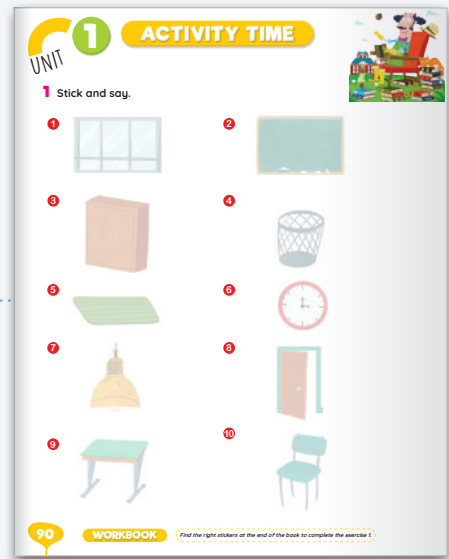 UNIT 1 ACTIVITY TIME
1 Stick and say.
1 2
3 4
5 6
7 8
9 10
90 WORKBOOK Find the right stickers at the end of the book to complete the exercise 1.